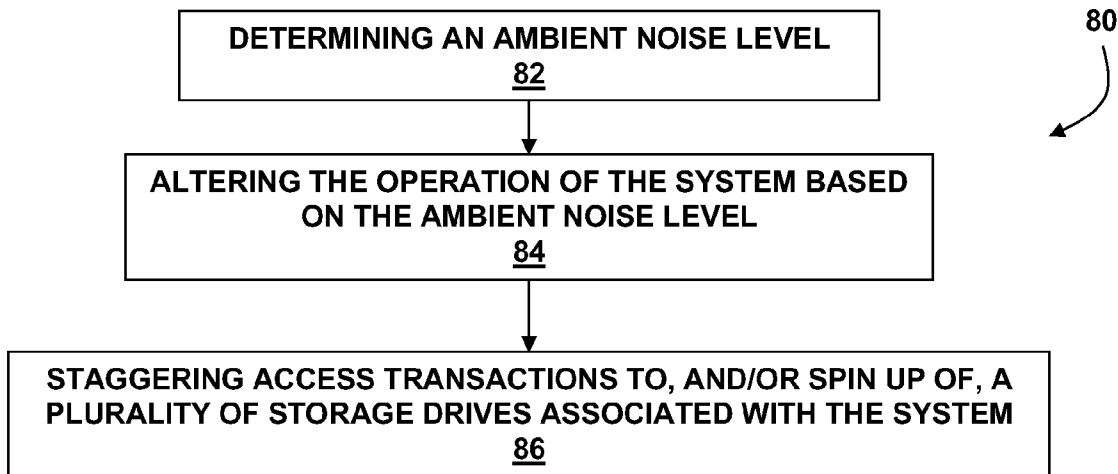 DETERMINING AN AMBIENT NOISE LEVEL
82
80
ALTERING THE OPERATION OF THE SYSTEM BASED
ON THE AMBIENT NOISE LEVEL
84
STAGGERING ACCESS TRANSACTIONS TO, AND/OR SPIN UP OF, A
PLURALITY OF STORAGE DRIVES ASSOCIATED WITH THE SYSTEM
86